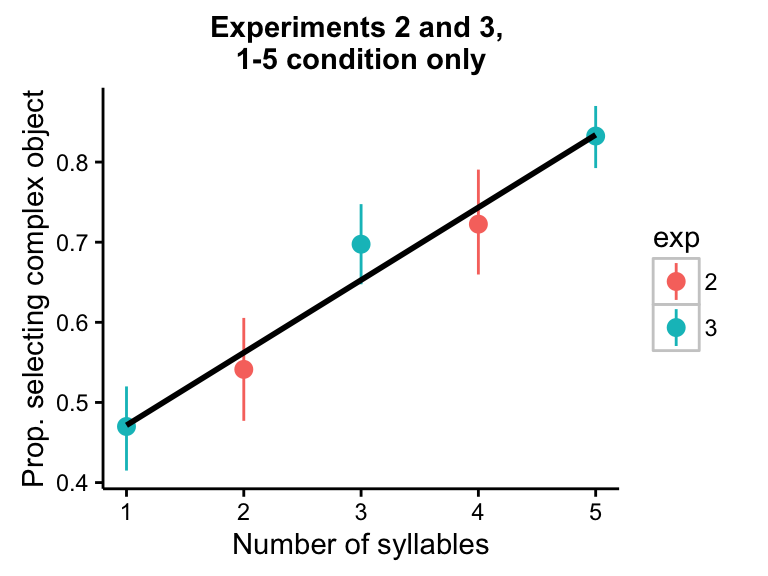 Experiments 2 and 3,
1-5 condition only
Prop. selecting complex object
0.8
0.7
0.6
0.5
0.4
1 2 3 4 5
Number of syllables
exp
2
3